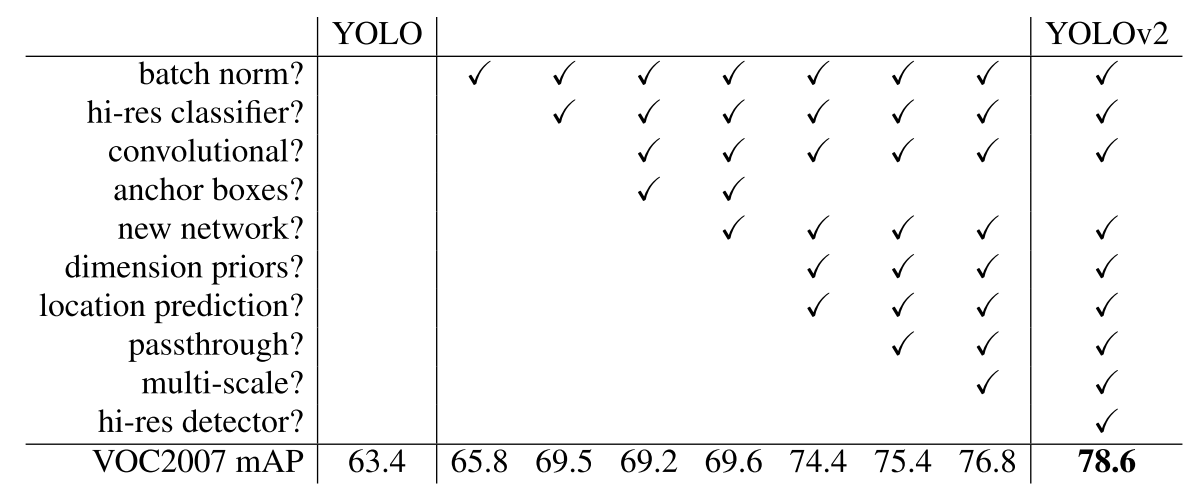 YOLO YOLOv2
batch norm? ✓ ✓ ✓ ✓ ✓ ✓ ✓ ✓
hi-res classifier? ✓ ✓ ✓ ✓ ✓ ✓ ✓
convolutional? ✓ ✓ ✓ ✓ ✓ ✓
anchor boxes? ✓ ✓
new network? ✓ ✓ ✓ ✓ ✓
dimension priors? ✓ ✓ ✓ ✓
location prediction? ✓ ✓ ✓ ✓
passthrough? ✓ ✓ ✓
multi-scale? ✓ ✓
hi-res detector? ✓
VOC2007 mAP 63.4 65.8 69.5 69.2 69.6 74.4 75.4 76.8 78.6